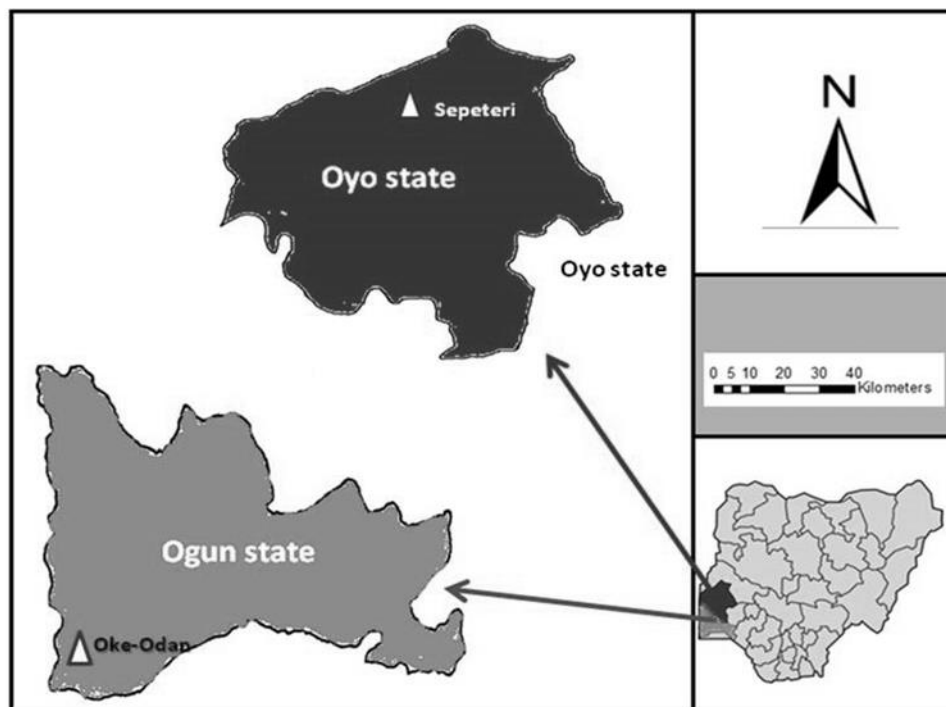 Sepeteri
Oyo state
Oyo state
Ogun state
Oke-Odan
N
0 5 10 20 30 40
Kilometers